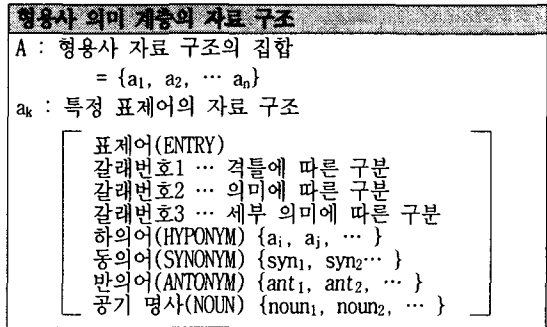 형용사 의미 계층의 자료 구조
A : 형용사 자료 구조의 집합
= {a₁, a₂, ⋯ aₙ}
aₖ : 특정 표제어의 자료 구조
표제어(ENTRY)
갈래번호1 ⋯ 격틀에 따른 구분
갈래번호2 ⋯ 의미에 따른 구분
갈래번호3 ⋯ 세부 의미에 따른 구분
하의어(HYPONYM) {aᵢ, aⱼ, ⋯ }
동의어(SYNONYM) {syn₁, syn₂⋯ }
반의어(ANTONYM) {ant₁, ant₂, ⋯ }
공기 명사(NOUN) {noun₁, noun₂, ⋯ }